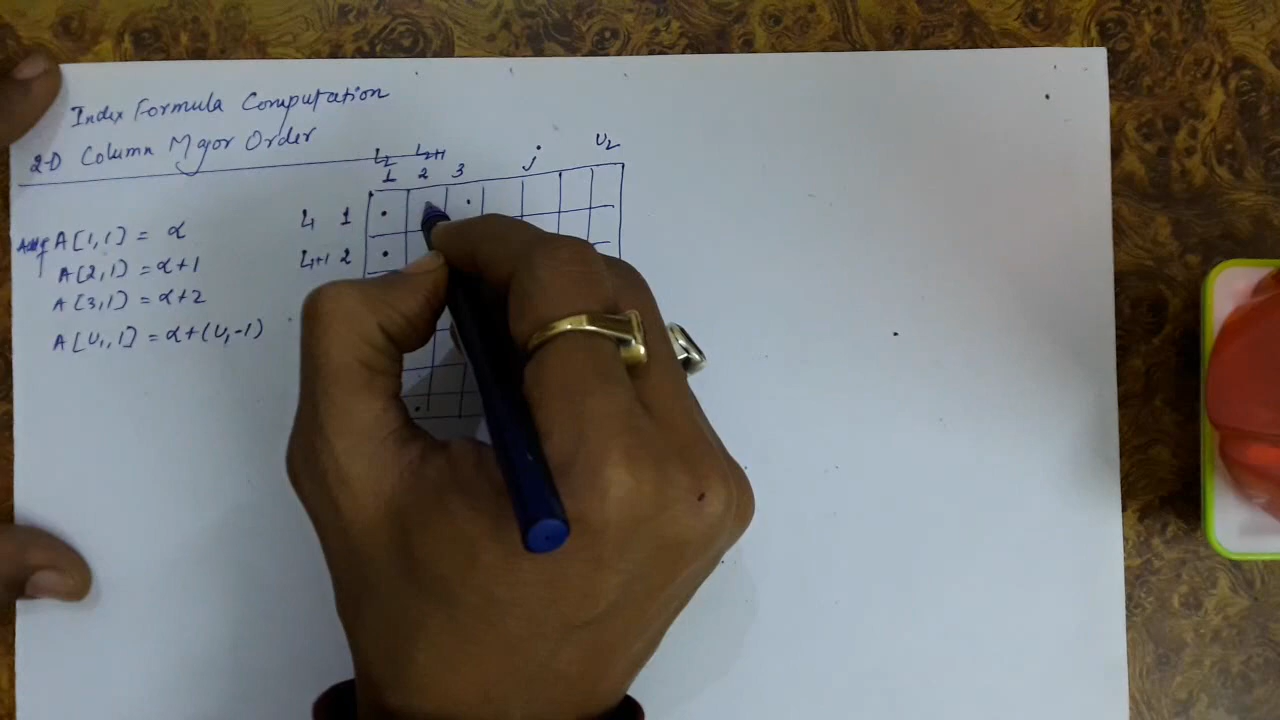 Index Formula Computation
2-D Column Major Order
L2 L2+1 j U2
1 2 3
L1 1
A[1,1] = α
L1+1 2
A[2,1] = α+1
A[3,1] = α+2
A[U1,1] = α+(U1-1)